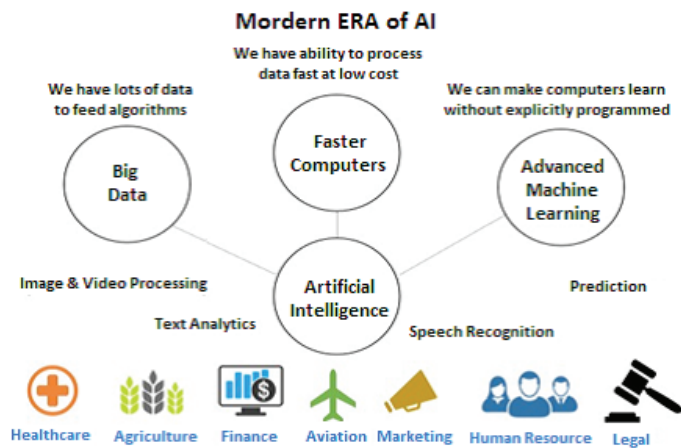 Mordern ERA of AI
We have ability to process
data fast at low cost
We have lots of data
to feed algorithms
We can make computers learn
without explicitly programmed
Faster
Computers
Big
Data
Advanced
Machine
Learning
Artificial
Intelligence
Image & Video Processing
Prediction
Text Analytics
Speech Recognition
$
Healthcare
Agriculture
Finance
Aviation
Marketing
Human Resource
Legal